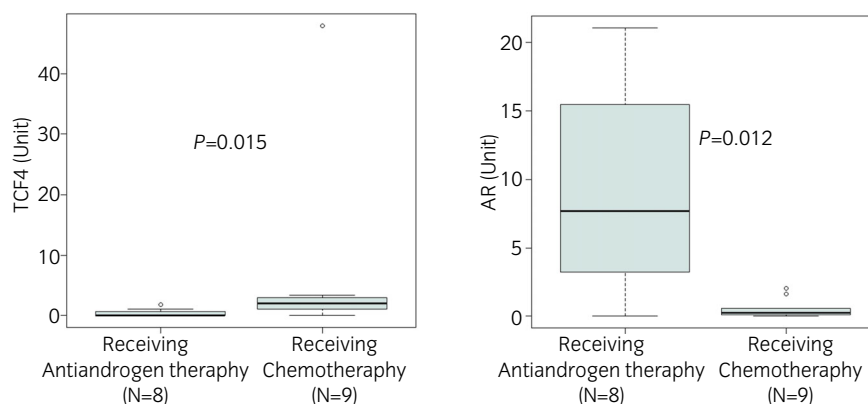 TCF4 (Unit)
40
30
20
10
0
P=0.015
Receiving
Antiandrogen theraphy
(N=8)
Receiving
Chemotheraphy
(N=9)
AR (Unit)
20
15
10
5
0
P=0.012
Receiving
Antiandrogen theraphy
(N=8)
Receiving
Chemotheraphy
(N=9)